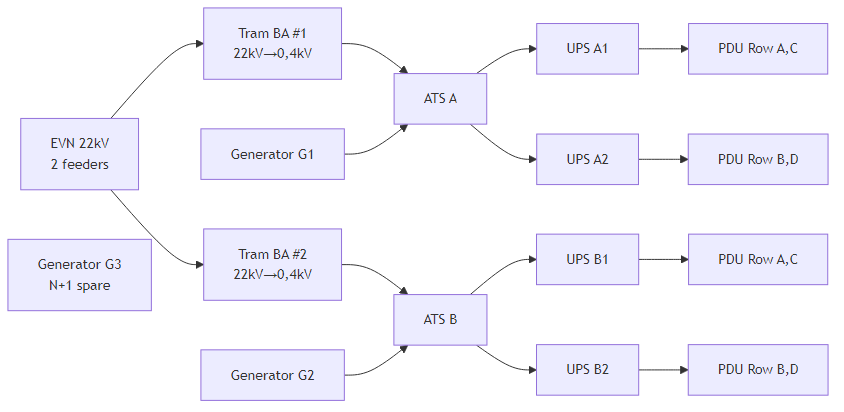 Tram BA #1
22kV→0,4kV
UPS A1
PDU Row A,C
ATS A
EVN 22kV
2 feeders
Generator G1
UPS A2
PDU Row B,D
Generator G3
N+1 spare
Tram BA #2
22kV→0,4kV
UPS B1
PDU Row A,C
ATS B
Generator G2
UPS B2
PDU Row B,D